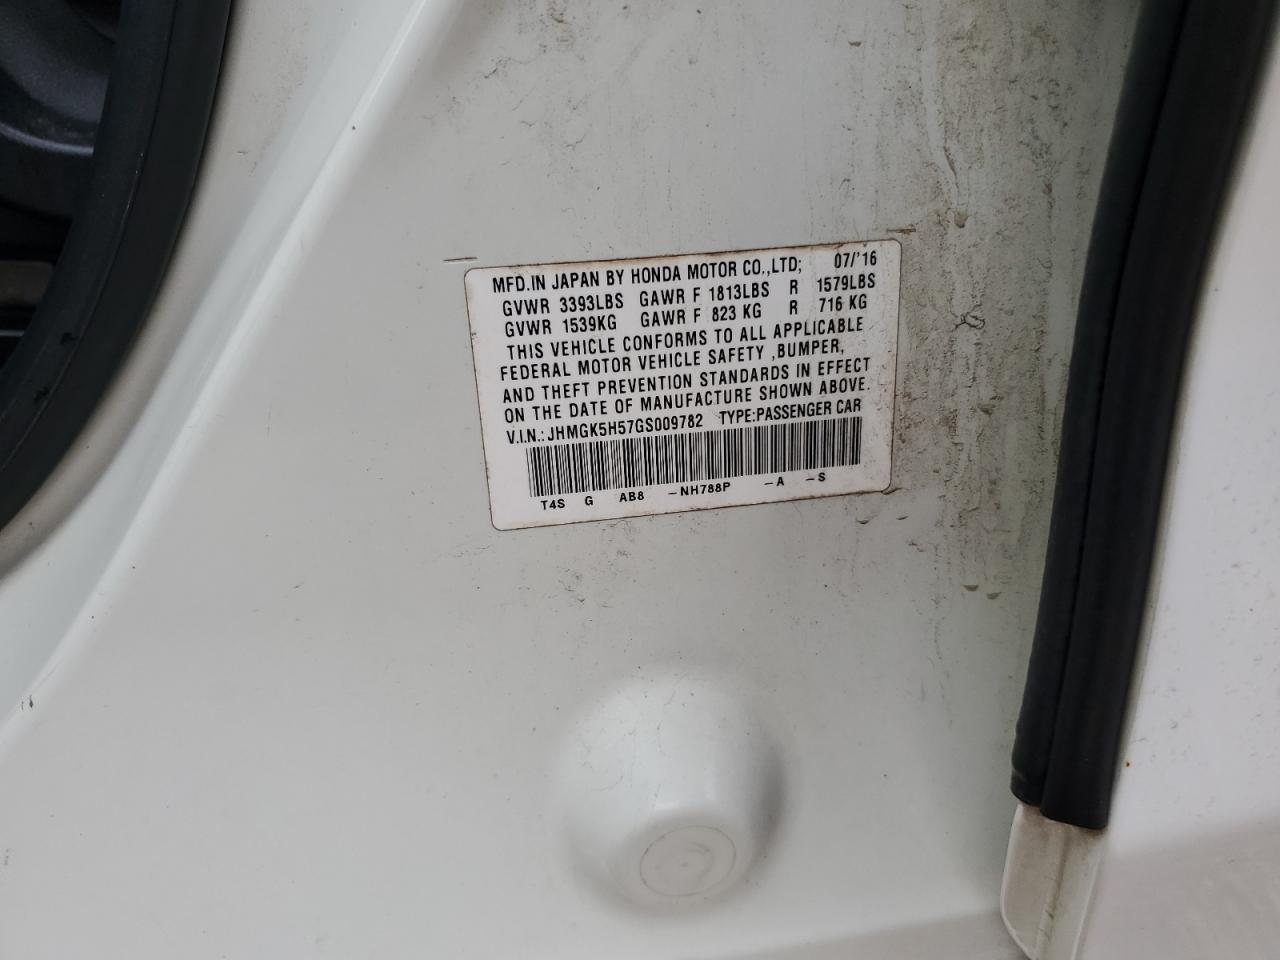 MFD.IN JAPAN BY HONDA MOTOR CO.,LTD; 07/'16
GVWR 3393LBS GAWR F 1813LBS R 1579LBS
GVWR 1539KG GAWR F 823 KG R 716 KG
THIS VEHICLE CONFORMS TO ALL APPLICABLE
FEDERAL MOTOR VEHICLE SAFETY ,BUMPER,
AND THEFT PREVENTION STANDARDS IN EFFECT
ON THE DATE OF MANUFACTURE SHOWN ABOVE.
V.I.N.: JHMGK5H57GS009782 TYPE:PASSENGER CAR
T4S G AB8 -NH788P -A -S